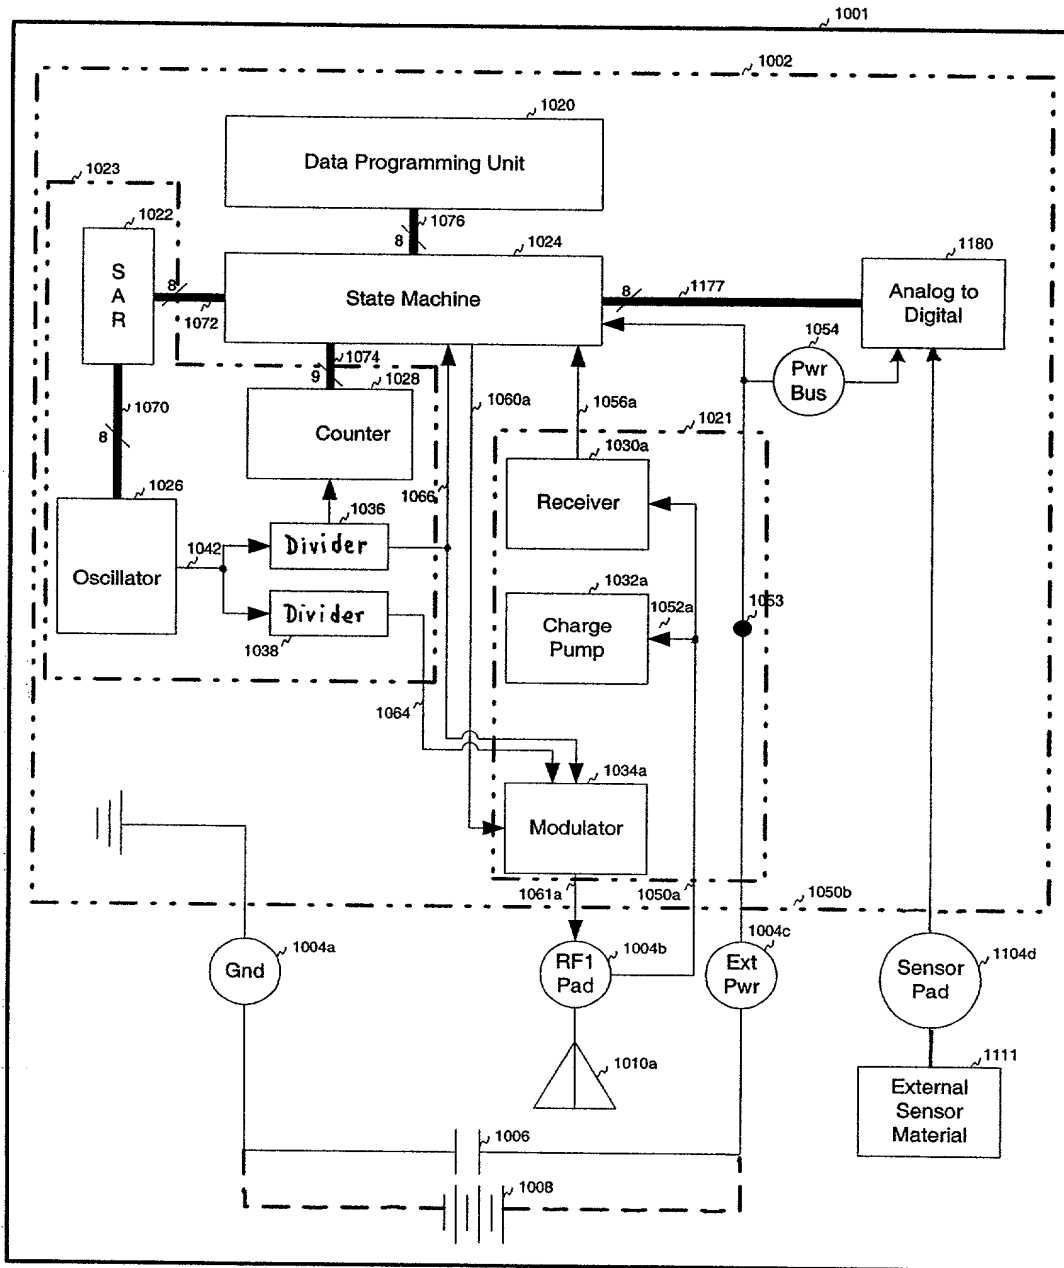 1001
1002
1020
Data Programming Unit
1023
1022
1076
8
1024
1180
S
A
R
8
1072
State Machine
8
1177
Analog to
Digital
1054
Pwr
Bus
1074
9
1028
1060a
1056a
1021
1070
8
Counter
1030a
Receiver
1066
1026
1036
Oscillator
1042
Divider
Divider
1038
1032a
1052a
Charge
Pump
1053
1064
1034a
Modulator
1061a
1050a
1050b
1004a
Gnd
1004b
RF1
Pad
1004c
Ext
Pwr
1104d
Sensor
Pad
1010a
1111
External
Sensor
Material
1006
1008